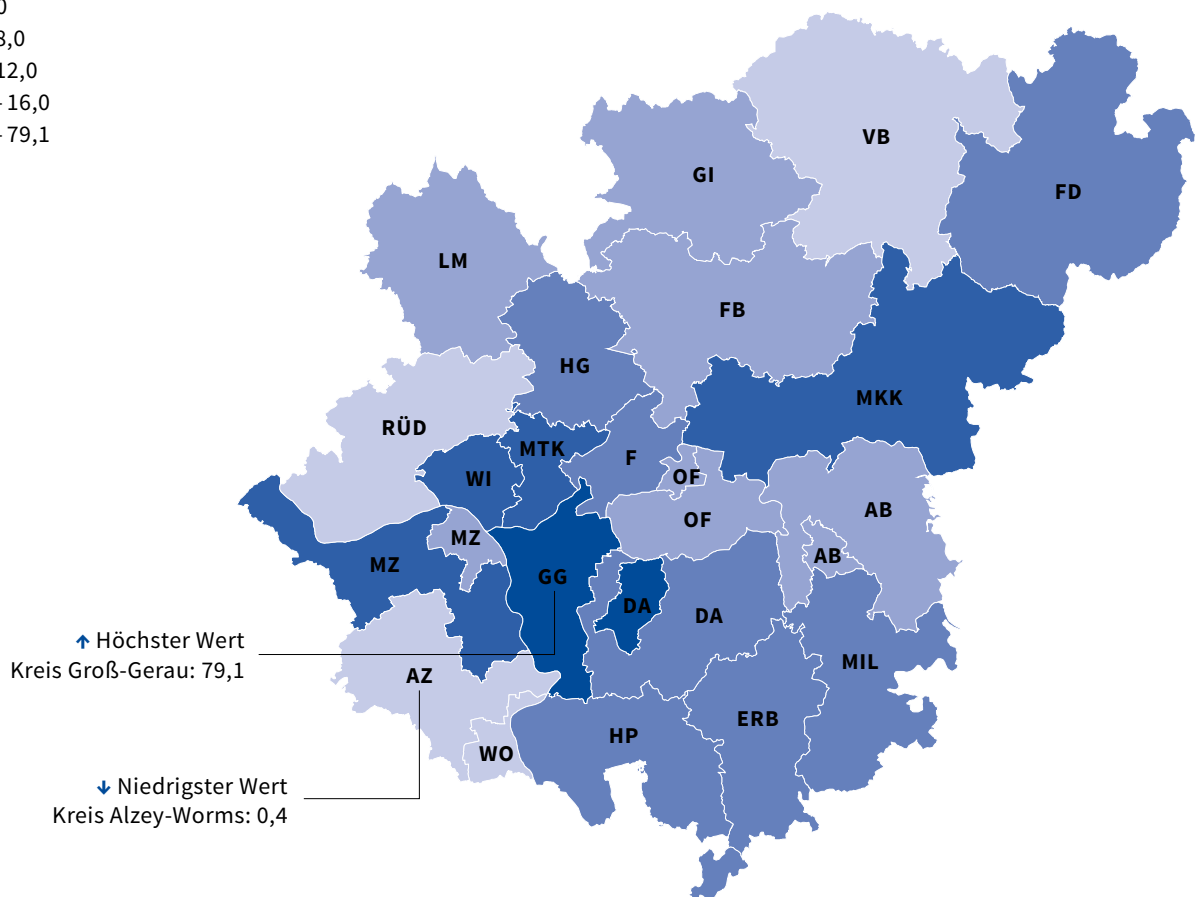 0
8,0
12,0
- 16,0
- 79,1
VB
GI
FD
LM
FB
HG
MKK
RÜD
MTK
F
WI
OF
AB
OF
MZ
AB
MZ
GG
DA
DA
↑ Höchster Wert
Kreis Groß-Gerau: 79,1
MIL
AZ
ERB
HP
WO
↓ Niedrigster Wert
Kreis Alzey-Worms: 0,4